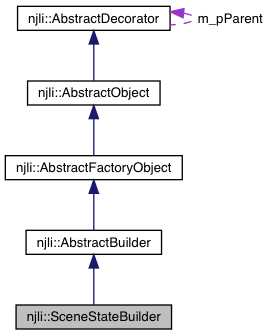 njli::AbstractDecorator
m_pParent
njli::AbstractObject
njli::AbstractFactoryObject
njli::AbstractBuilder
njli::SceneStateBuilder